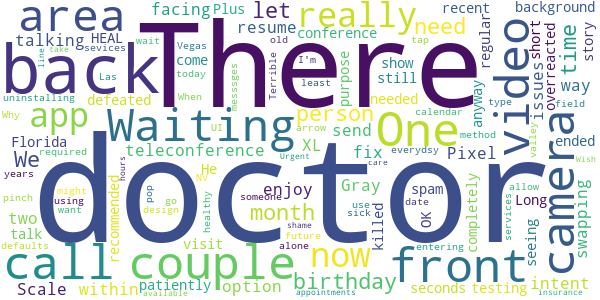 area
really
facing
Plus
let
recent
background
need
regular
talking
HEAL
resume
conference
tap
short
story
Las
sevices
wait
Vegas
come
today
old
Terrible
I'm
least
purpose
show
still
overreacted
line
take
back
There
video
time
issues
way
anyway
uninstalling
defeated
When
messsges
needed
calendar
type
field
app
Waiting
person
One
camera
Why
UI
arrow
send
method
ended
Florida
required
teleconference
fix
XL
Pixel
everydsy
valley
We
years
He
NV
Urgent
care
swapping
pinch
might
using
want
hours
pop
go
design
healthy
someone
enjoy
Gray
use
sick
spam
date
OK
killed
completely
Long
seeing
allow
services
Wish
doctor
two
talk
recommended
month
shame
future
alone
now
front
entering
defaults
call
couple
visit
birthday
patiently
option
seconds
testing
intent
Scale
within
available
appointments
insurance